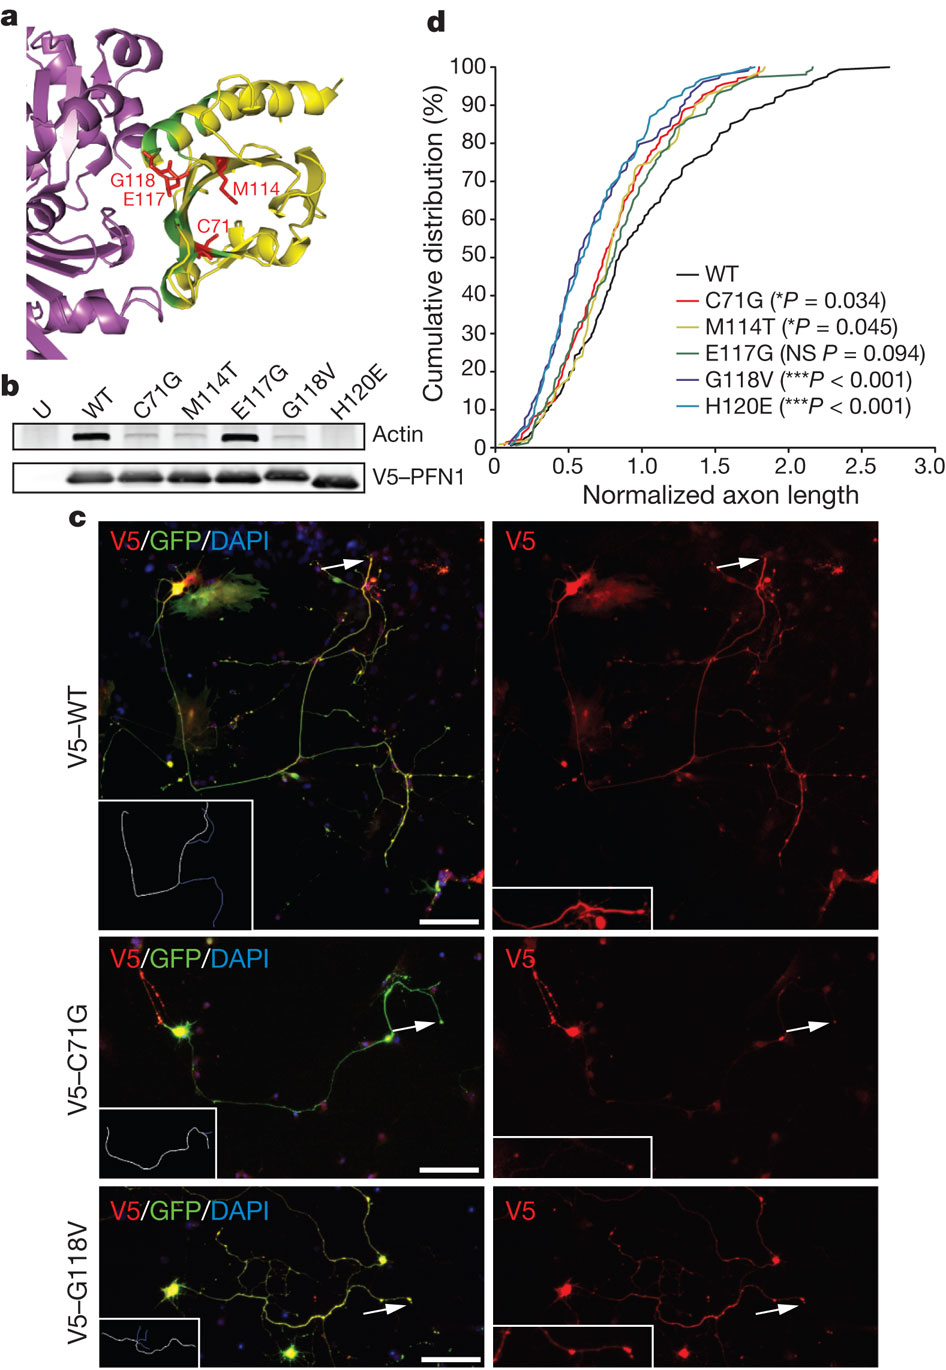 a
G118
E117
M114
C71
b
U
WT
C71G
M114T
E117G
G118V
H120E
Actin
V5–PFN1
d
Cumulative distribution (%)
100
90
80
70
60
50
40
30
20
10
0
0
0.5
1.0
1.5
2.0
2.5
3.0
Normalized axon length
WT
C71G (*P = 0.034)
M114T (*P = 0.045)
E117G (NS P = 0.094)
G118V (***P < 0.001)
H120E (***P < 0.001)
c
V5–WT
V5/GFP/DAPI
V5
V5–C71G
V5/GFP/DAPI
V5
V5–G118V
V5/GFP/DAPI
V5